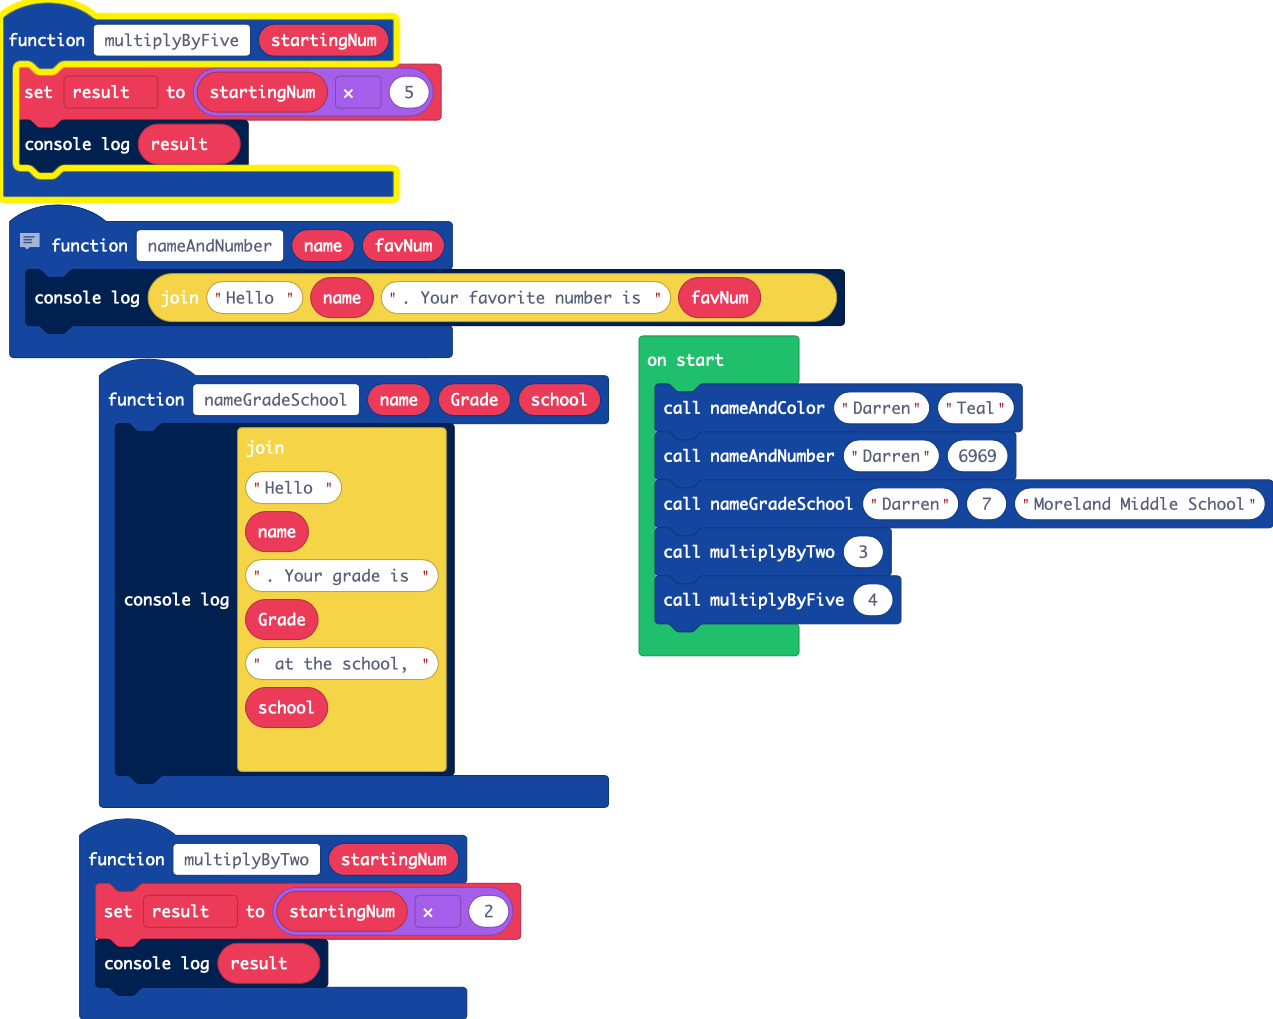 function multiplyByFive startingNum
set result to startingNum × 5
console log result
function nameAndNumber name favNum
console log join "Hello " name ". Your favorite number is " favNum
function nameGradeSchool name Grade school
console log
join
"Hello "
name
". Your grade is "
Grade
" at the school, "
school
on start
call nameAndColor "Darren" "Teal"
call nameAndNumber "Darren" 6969
call nameGradeSchool "Darren" 7 "Moreland Middle School"
call multiplyByTwo 3
call multiplyByFive 4
function multiplyByTwo startingNum
set result to startingNum × 2
console log result